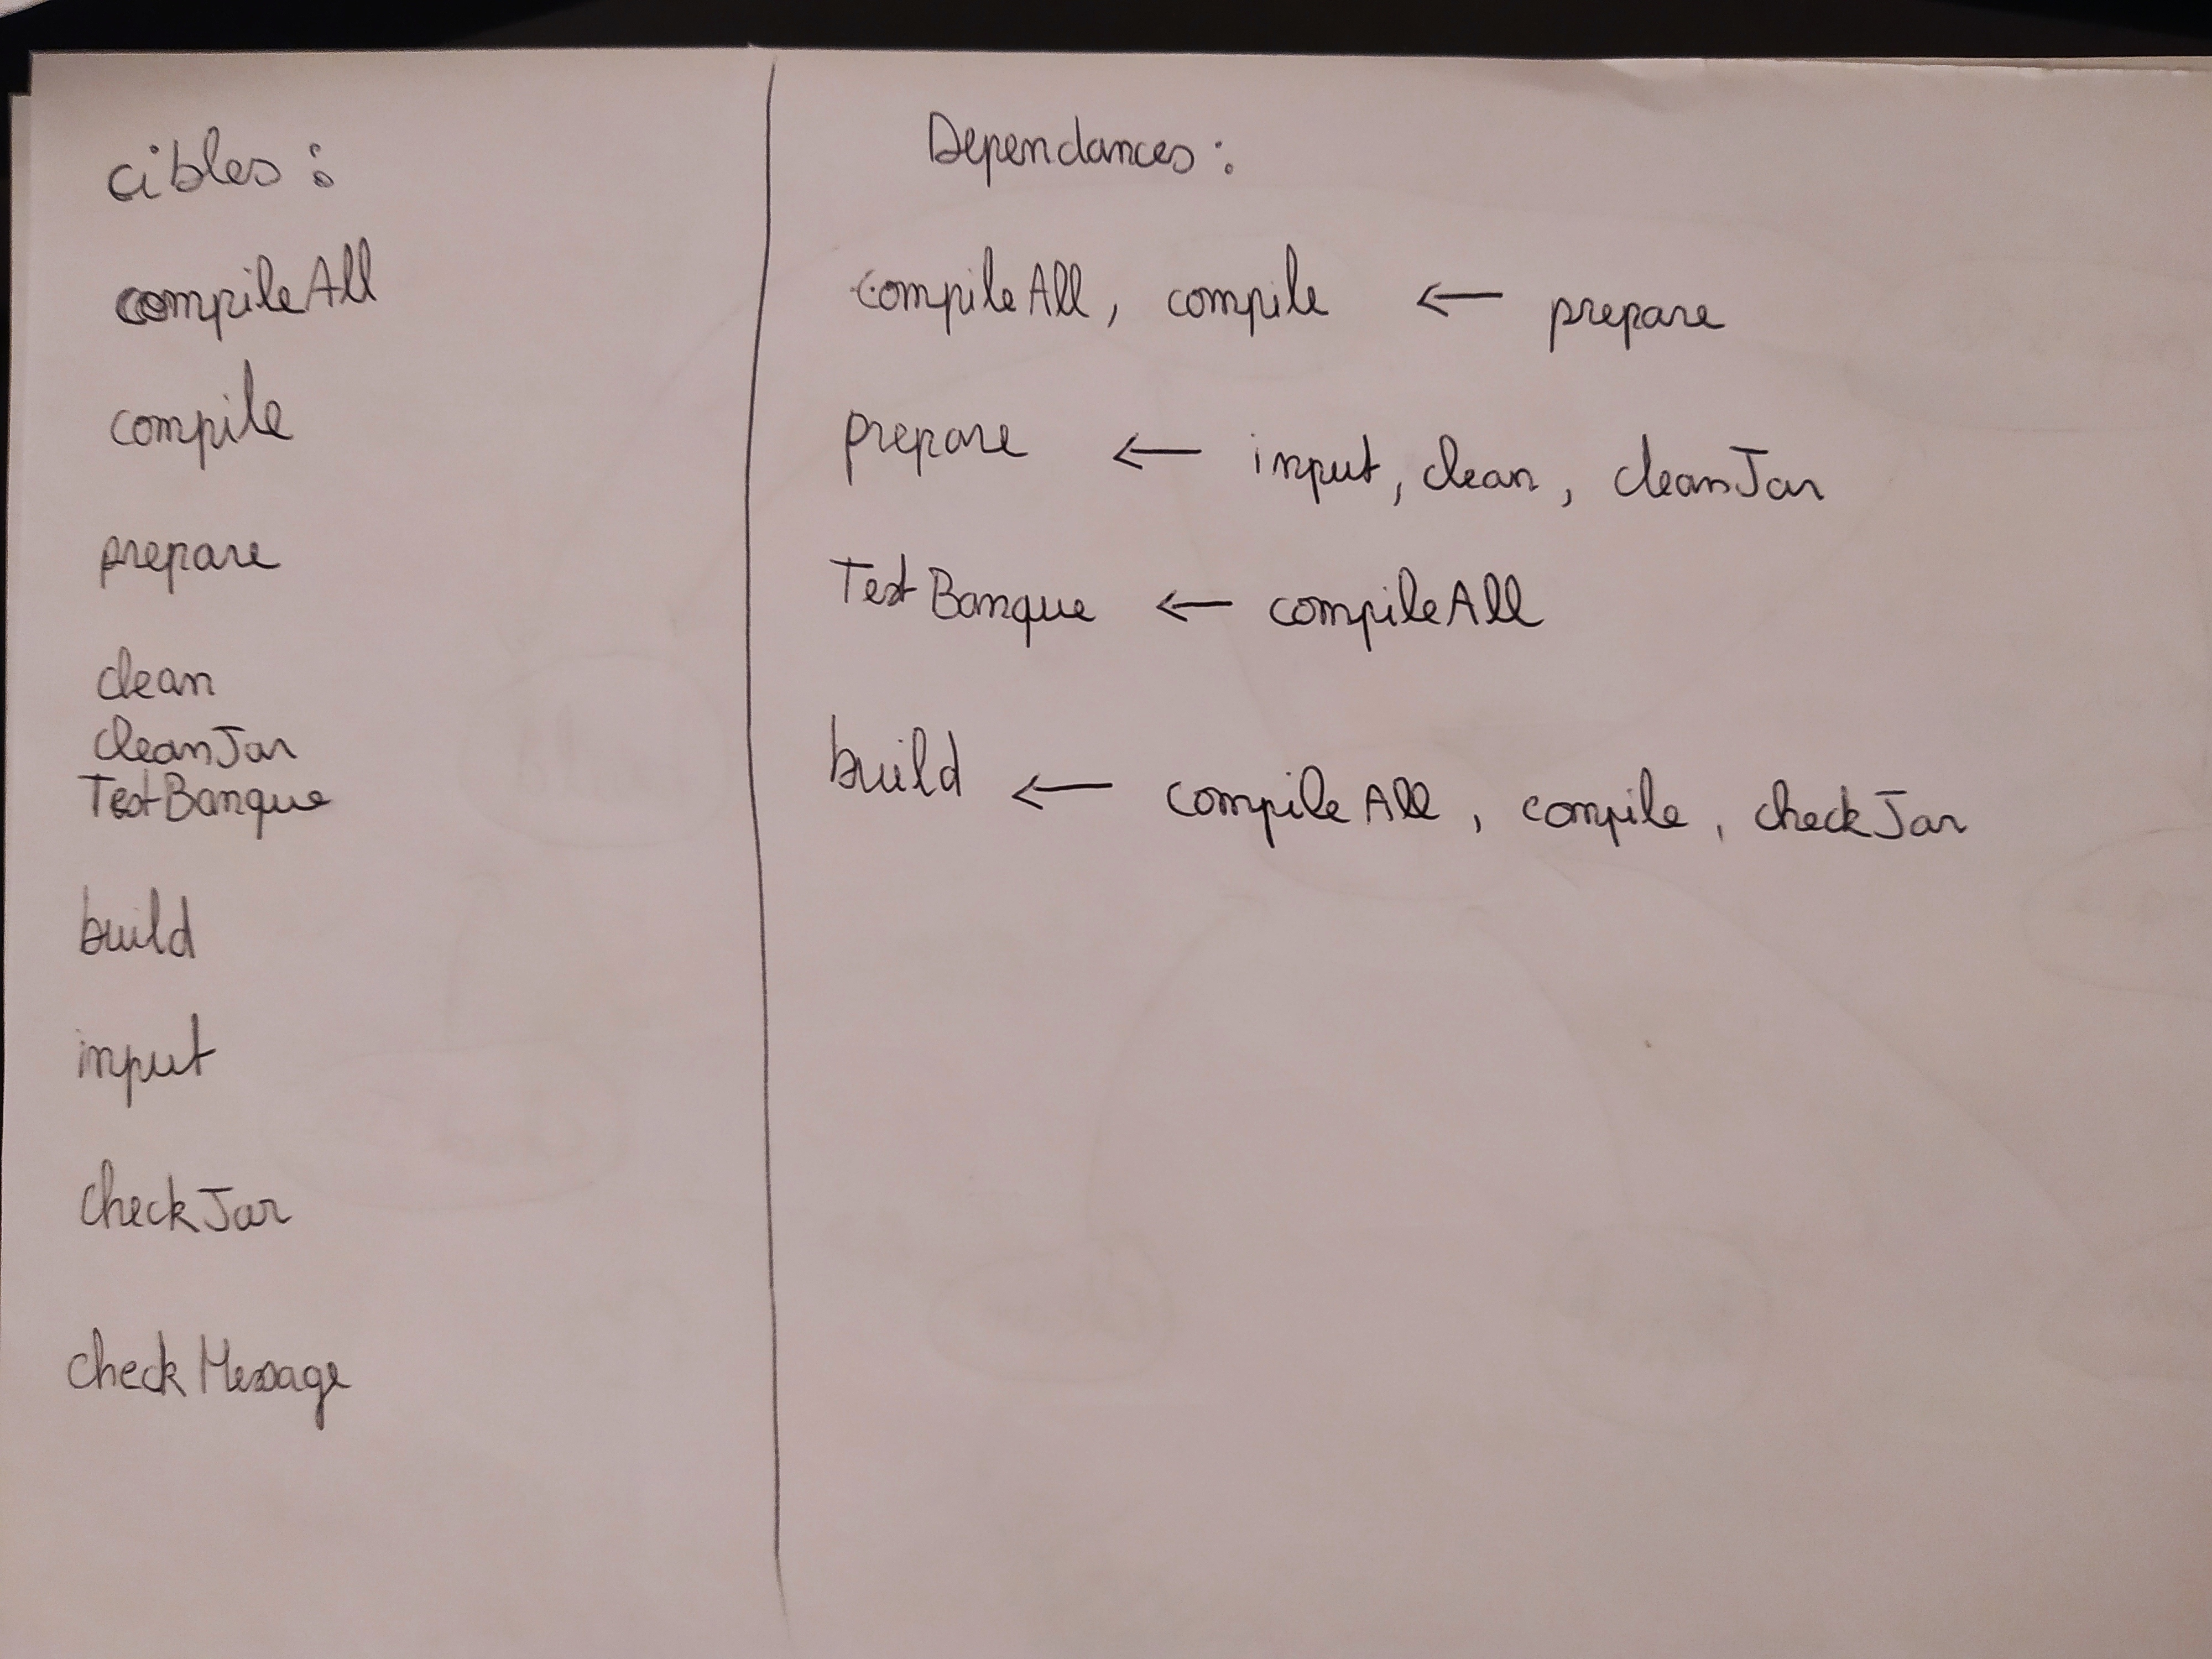 cibles :
compileAll
compile
prepare
clean
cleanJar
TestBanque
build
input
checkJar
checkMessage
Dependances :
compileAll, compile ← prepare
prepare ← input, clean, cleanJar
TestBanque ← compileAll
build ← compileAll, compile, checkJar